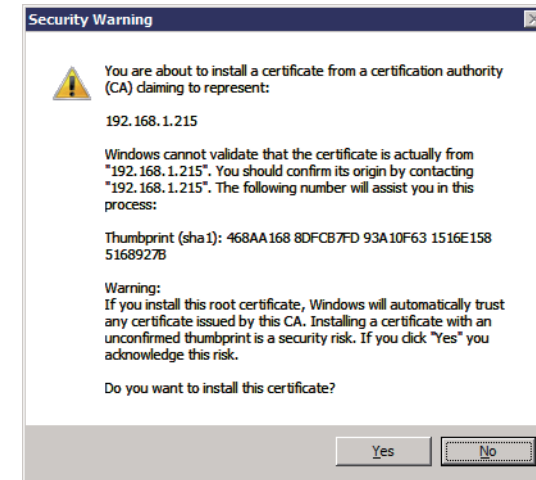 Security Warning
You are about to install a certificate from a certification authority
(CA) claiming to represent:
192.168.1.215
Windows cannot validate that the certificate is actually from
"192.168.1.215". You should confirm its origin by contacting
"192.168.1.215". The following number will assist you in this
process:
Thumbprint (sha1): 468AA168 8DFCB7FD 93A10F63 1516E158
5168927B
Warning:
If you install this root certificate, Windows will automatically trust
any certificate issued by this CA. Installing a certificate with an
unconfirmed thumbprint is a security risk. If you click "Yes" you
acknowledge this risk.
Do you want to install this certificate?
Yes
No